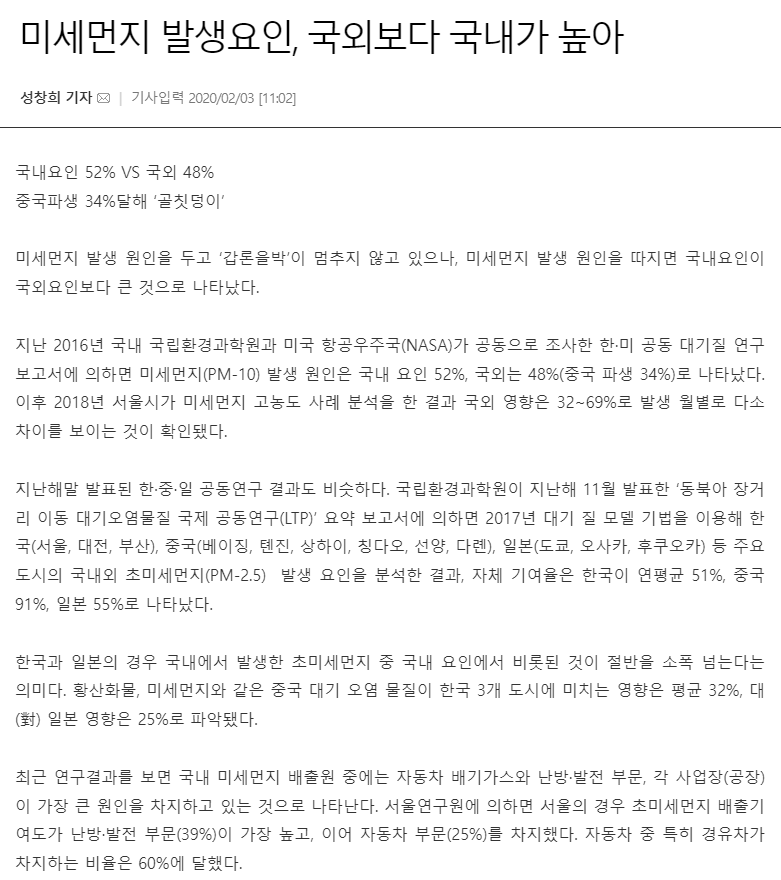 미세먼지 발생요인, 국외보다 국내가 높아
성창희 기자 | 기사입력 2020/02/03 [11:02]
국내요인 52% VS 국외 48%
중국파생 34%달해 ‘골칫덩이’
미세먼지 발생 원인을 두고 ‘갑론을박’이 멈추지 않고 있으나, 미세먼지 발생 원인을 따지면 국내요인이
국외요인보다 큰 것으로 나타났다.
지난 2016년 국내 국립환경과학원과 미국 항공우주국(NASA)가 공동으로 조사한 한·미 공동 대기질 연구
보고서에 의하면 미세먼지(PM-10) 발생 원인은 국내 요인 52%, 국외는 48%(중국 파생 34%)로 나타났다.
이후 2018년 서울시가 미세먼지 고농도 사례 분석을 한 결과 국외 영향은 32~69%로 발생 월별로 다소
차이를 보이는 것이 확인됐다.
지난해말 발표된 한·중·일 공동연구 결과도 비슷하다. 국립환경과학원이 지난해 11월 발표한 ‘동북아 장거
리 이동 대기오염물질 국제 공동연구(LTP)’ 요약 보고서에 의하면 2017년 대기 질 모델 기법을 이용해 한
국(서울, 대전, 부산), 중국(베이징, 톈진, 상하이, 칭다오, 선양, 다롄), 일본(도쿄, 오사카, 후쿠오카) 등 주요
도시의 국내외 초미세먼지(PM-2.5) 발생 요인을 분석한 결과, 자체 기여율은 한국이 연평균 51%, 중국
91%, 일본 55%로 나타났다.
한국과 일본의 경우 국내에서 발생한 초미세먼지 중 국내 요인에서 비롯된 것이 절반을 소폭 넘는다는
의미다. 황산화물, 미세먼지와 같은 중국 대기 오염 물질이 한국 3개 도시에 미치는 영향은 평균 32%, 대
(對) 일본 영향은 25%로 파악됐다.
최근 연구결과를 보면 국내 미세먼지 배출원 중에는 자동차 배기가스와 난방·발전 부문, 각 사업장(공장)
이 가장 큰 원인을 차지하고 있는 것으로 나타난다. 서울연구원에 의하면 서울의 경우 초미세먼지 배출기
여도가 난방·발전 부문(39%)이 가장 높고, 이어 자동차 부문(25%)를 차지했다. 자동차 중 특히 경유차가
차지하는 비율은 60%에 달했다.